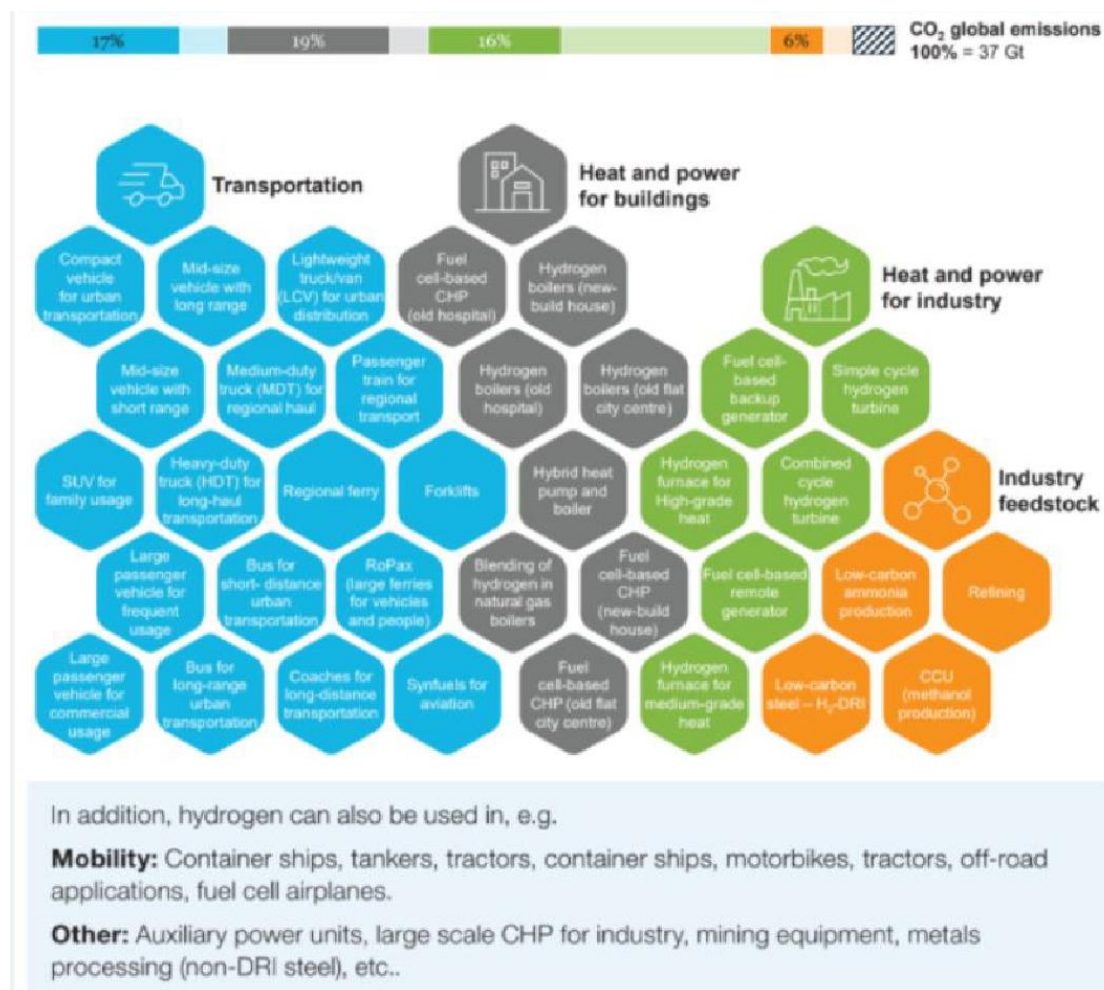 17%
19%
16%
6%
CO₂ global emissions
100% = 37 Gt
Transportation
Heat and power
for buildings
Compact
vehicle
for urban
transportation
Mid-size
vehicle with
long range
Lightweight
truck/van
(LCV) for urban
distribution
Fuel
cell-based
CHP
(old hospital)
Hydrogen
boilers (new-
build house)
Heat and power
for industry
Mid-size
vehicle with
short range
Medium-duty
truck (MDT) for
regional haul
Passenger
train for
regional
transport
Hydrogen
boilers (old
hospital)
Hydrogen
boilers (old flat
city centre)
Fuel cell-
based
backup
generator
Simple cycle
hydrogen
turbine
SUV for
family usage
Heavy-duty
truck (HDT) for
long-haul
transportation
Regional ferry
Forklifts
Hybrid heat
pump and
boiler
Hydrogen
furnace for
High-grade
heat
Combined
cycle
hydrogen
turbine
Industry
feedstock
Large
passenger
vehicle for
frequent
usage
Bus for
short- distance
urban
transportation
RoPax
(large ferries
for vehicles
and people)
Blending of
hydrogen in
natural gas
boilers
Fuel
cell-based
CHP
(new-build
house)
Fuel cell-based
remote
generator
Low-carbon
ammonia
production
Refining
Large
passenger
vehicle for
commercial
usage
Bus for
long-range
urban
transportation
Coaches for
long-distance
transportation
Synfuels for
aviation
Fuel
cell-based
CHP (old flat
city centre)
Hydrogen
furnace for
medium-grade
heat
Low-carbon
steel – H₂-DRI
CCU
(methanol
production)
In addition, hydrogen can also be used in, e.g.
Mobility: Container ships, tankers, tractors, container ships, motorbikes, tractors, off-road
applications, fuel cell airplanes.
Other: Auxiliary power units, large scale CHP for industry, mining equipment, metals
processing (non-DRI steel), etc..